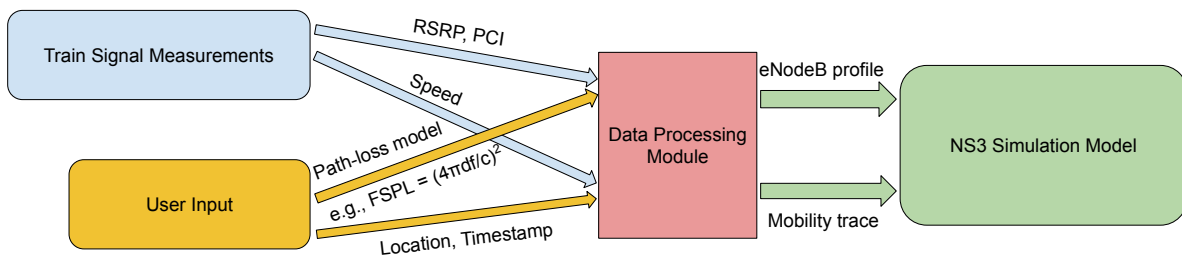 Train Signal Measurements
RSRP, PCI
Speed
Path-loss model
e.g., FSPL = (4πdf/c)²
User Input
Location, Timestamp
Data Processing
Module
eNodeB profile
Mobility trace
NS3 Simulation Model